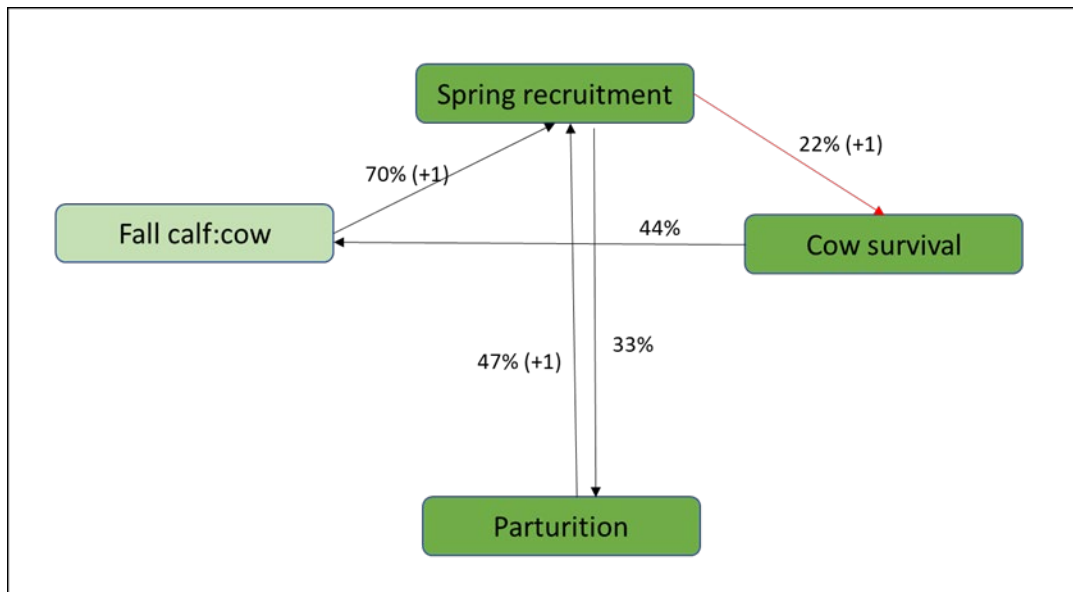 Spring recruitment
22% (+1)
70% (+1)
Fall calf:cow
44%
Cow survival
47% (+1)
33%
Parturition